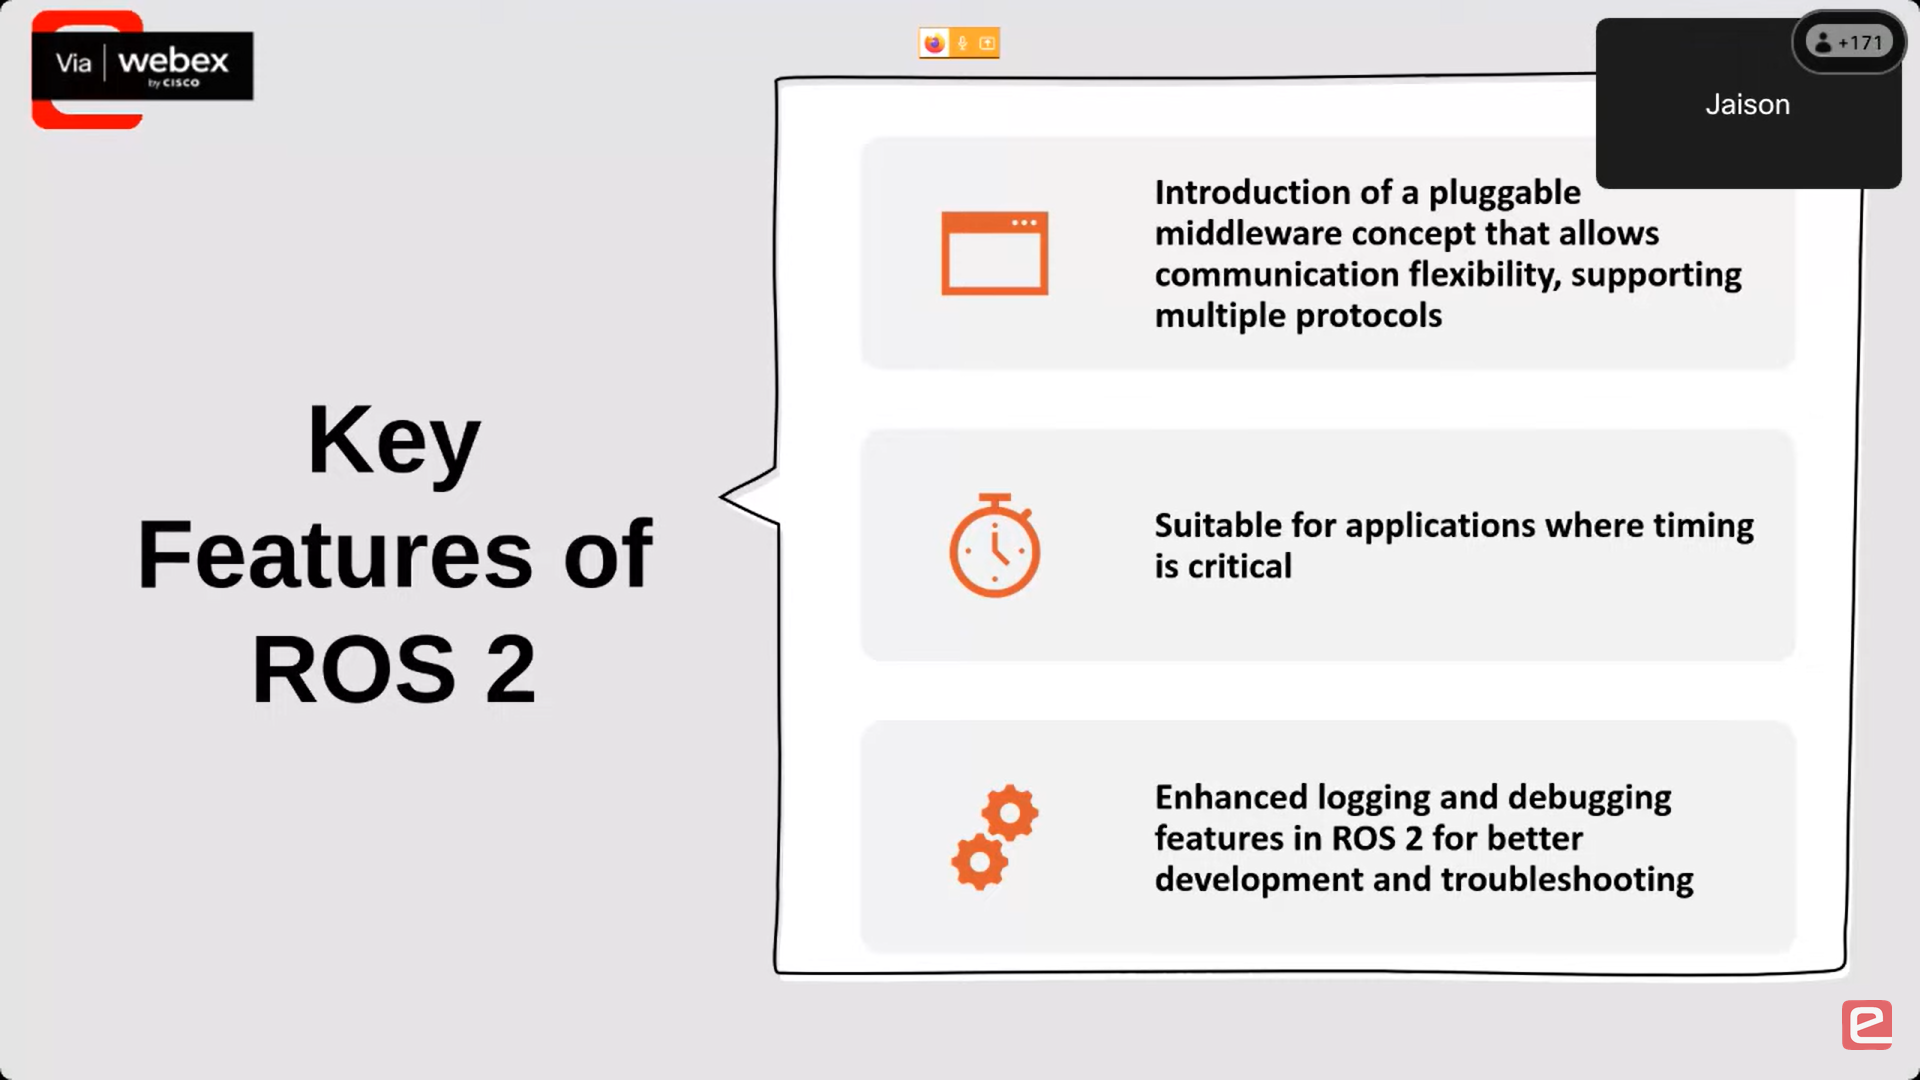 Via webex
by CISCO
+171
Jaison
Key
Features of
ROS 2
Introduction of a pluggable
middleware concept that allows
communication flexibility, supporting
multiple protocols
Suitable for applications where timing
is critical
Enhanced logging and debugging
features in ROS 2 for better
development and troubleshooting